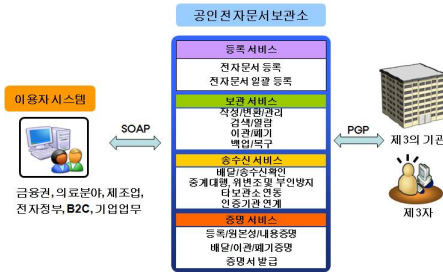 공인전자문서보관소
등록 서비스
전자문서 등록
전자문서 일괄 등록
이용자시스템
보관 서비스
작성/변환/관리
검색/열람
이관/폐기
백업/복구
SOAP
PGP
제3의 기관
송수신 서비스
배달/송수신확인
중계대행, 위변조 및 부인방지
타보관소 연동
인증기관 연계
금융권, 의료분야, 제조업,
전자정부, B2C, 기업업무
제3자
증명 서비스
등록/원본성/내용증명
배달/이관/폐기증명
증명서 발급